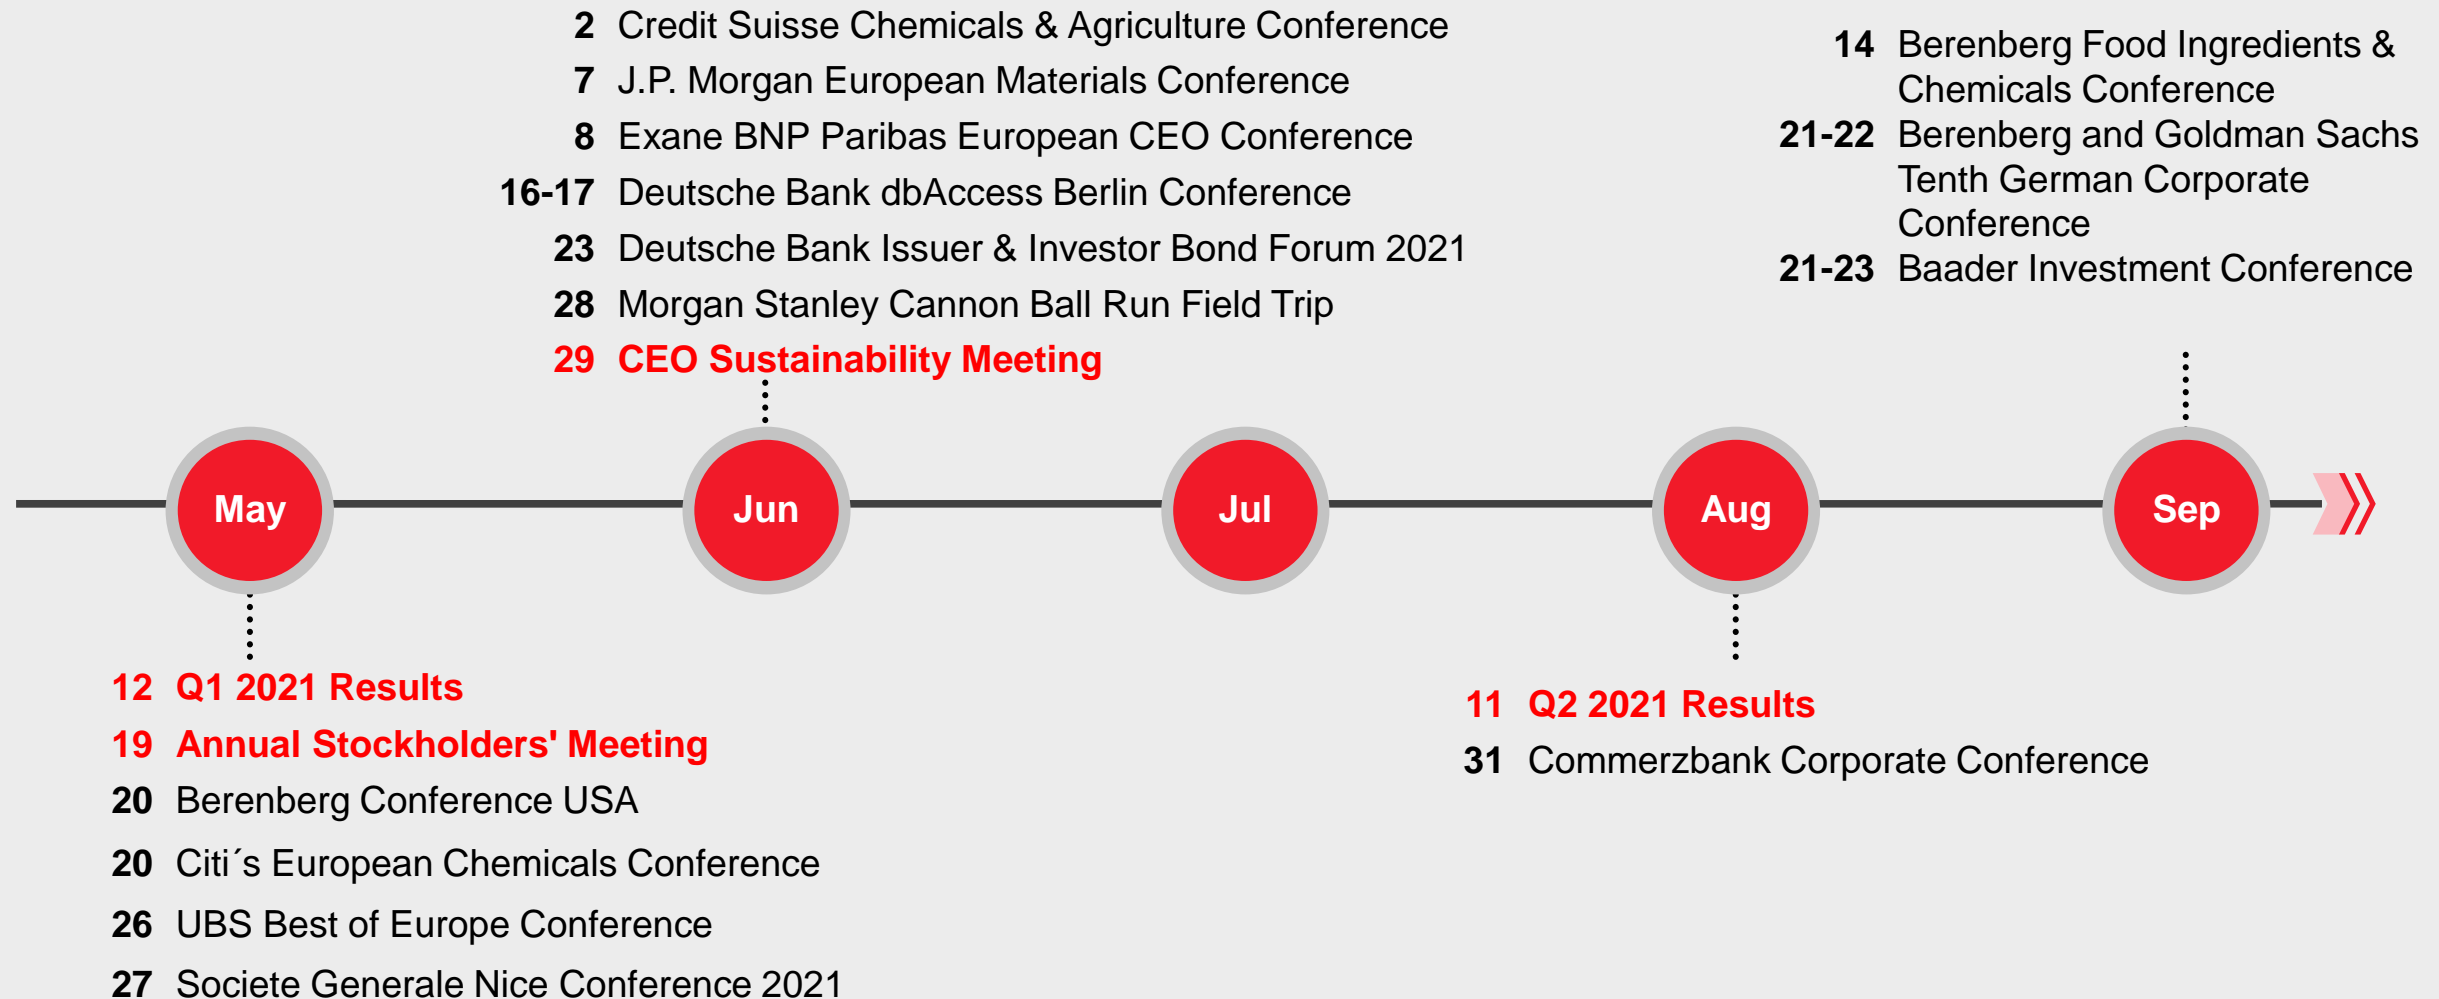 2 Credit Suisse Chemicals & Agriculture Conference
7 J.P. Morgan European Materials Conference
8 Exane BNP Paribas European CEO Conference
16-17 Deutsche Bank dbAccess Berlin Conference
23 Deutsche Bank Issuer & Investor Bond Forum 2021
28 Morgan Stanley Cannon Ball Run Field Trip
29 CEO Sustainability Meeting
14 Berenberg Food Ingredients &
Chemicals Conference
21-22 Berenberg and Goldman Sachs
Tenth German Corporate
Conference
21-23 Baader Investment Conference
May
Jun
Jul
Aug
Sep
12 Q1 2021 Results
19 Annual Stockholders' Meeting
20 Berenberg Conference USA
20 Citi´s European Chemicals Conference
26 UBS Best of Europe Conference
27 Societe Generale Nice Conference 2021
11 Q2 2021 Results
31 Commerzbank Corporate Conference